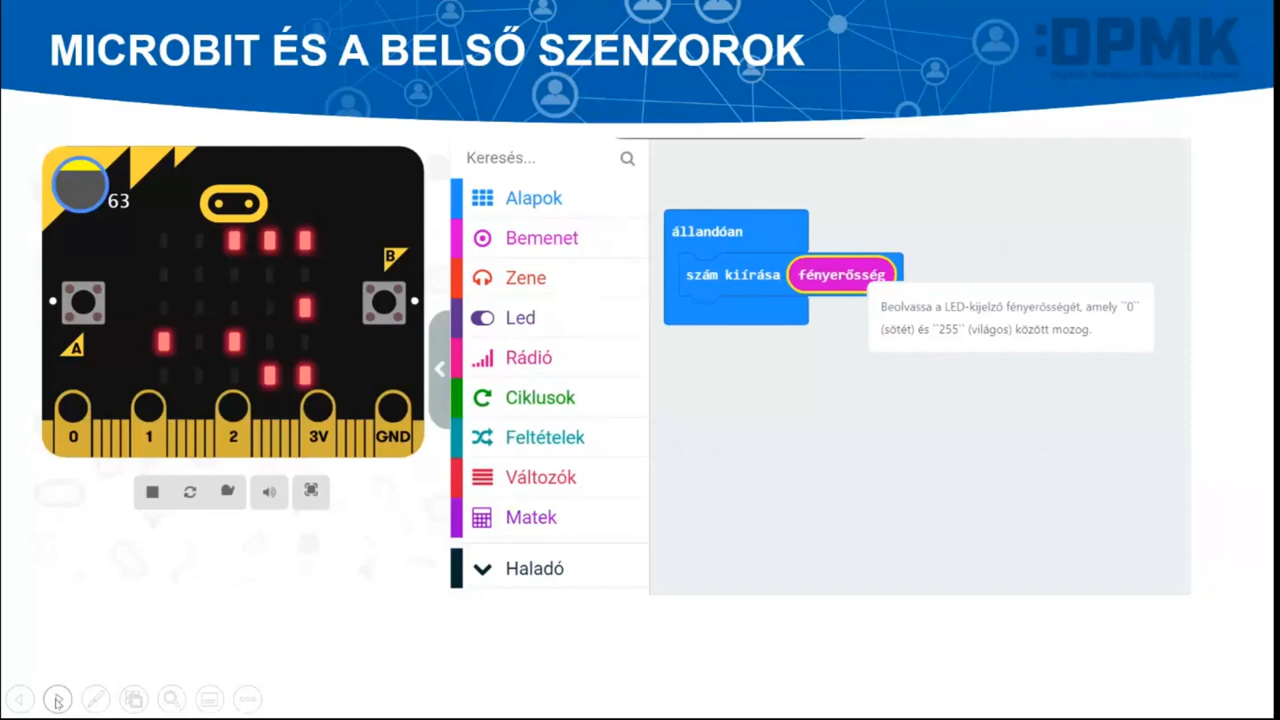 MICROBIT ÉS A BELSŐ SZENZOROK
:DPMK
63
B
A
0 1 2 3V GND
Keresés...
Alapok
Bemenet
Zene
Led
Rádió
Ciklusok
Feltételek
Változók
Matek
Haladó
állandóan
szám kiírása fényerősség
Beolvassa a LED-kijelző fényerősségét, amely ``0``
(sötét) és ``255`` (világos) között mozog.